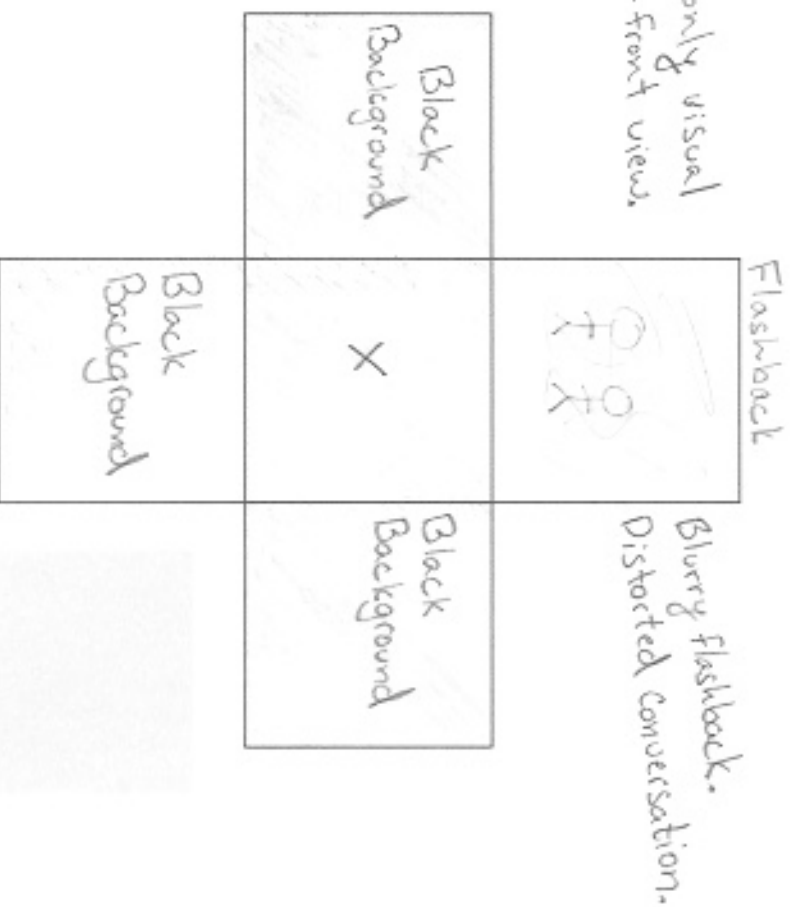 Flashback
only visual
front view.
Blurry flashback.
Distorted conversation.
Black
Background
X
Black
Background
Black
Background